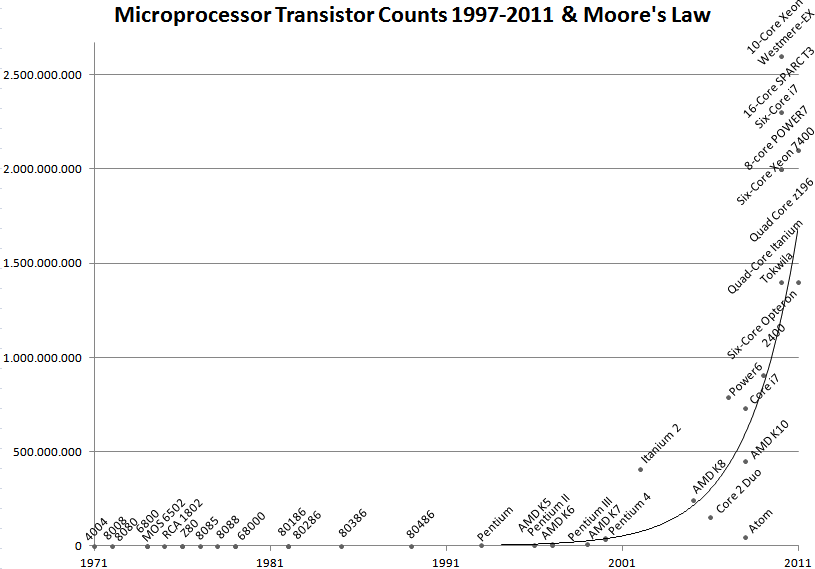 Microprocessor Transistor Counts 1997-2011 & Moore's Law
10-Core Xeon
Westmere-EX
2.500.000.000
16-Core SPARC T3
Six-Core i7
8-core POWER7
Six-Core Xeon 7400
2.000.000.000
Quad Core z196
Quad-Core Itanium
Tokwila
1.500.000.000
Six-Core Opteron
2400
1.000.000.000
Power6
Core i7
500.000.000
Itanium 2
AMD K10
AMD K8
Core 2 Duo
Atom
4004
8008
8080
6800
MOS 6502
RCA 1802
Z80
8085
8088
68000
80186
80286
80386
80486
Pentium
AMD K5
Pentium II
AMD K6
Pentium III
AMD K7
Pentium 4
0
1971
1981
1991
2001
2011